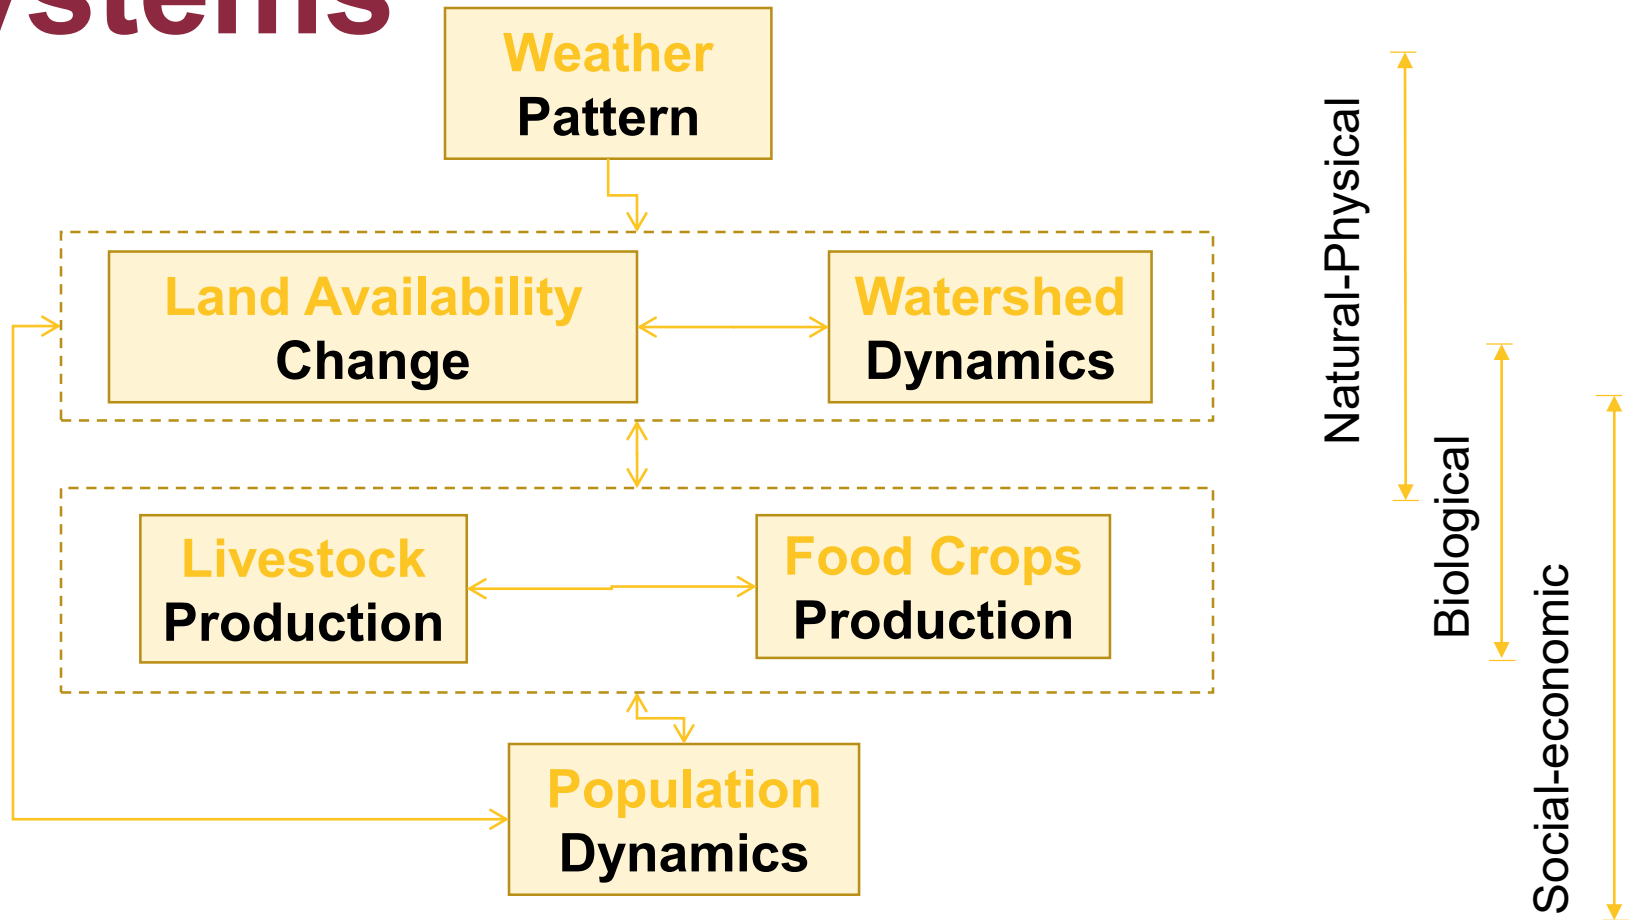 Weather
Pattern
Land Availability
Change
Watershed
Dynamics
Livestock
Production
Food Crops
Production
Population
Dynamics
Natural-Physical
Biological
Social-economic